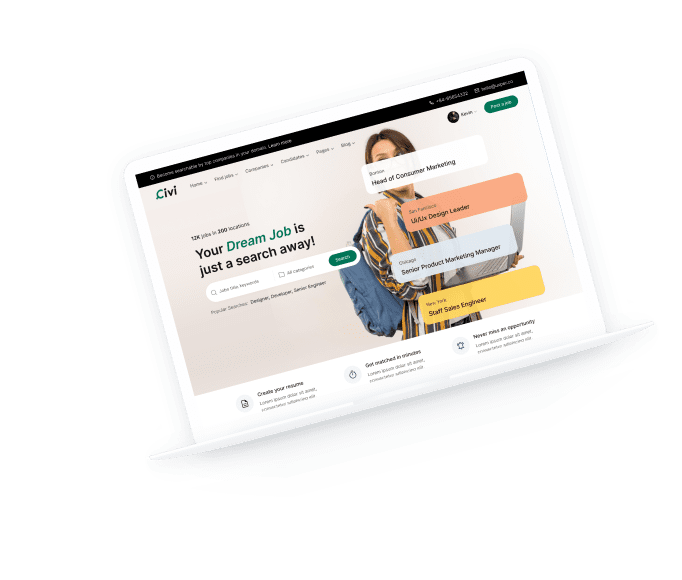 Become searchable by top companies in your domain. Learn more
+84-95654332
hello@uxper.co
Civi
Home
Find jobs
Companies
Candidates
Pages
Blog
Kevin
Post a job
12K jobs in 200 locations
Your Dream Job is
just a search away!
Jobs title, keywords
All categories
Search
Popular Searches: Designer, Developer, Senior Engineer
Head of Consumer Marketing
San Francisco
UI/Ux Design Leader
Chicago
Senior Product Marketing Manager
New York
Staff Sales Engineer
Create your resume
Lorem ipsum dolor sit amet,
consectetur adipiscing elit
Get matched in minutes
Lorem ipsum dolor sit amet,
consectetur adipiscing elit
Never miss an opportunity
Lorem ipsum dolor sit amet,
consectetur adipiscing elit